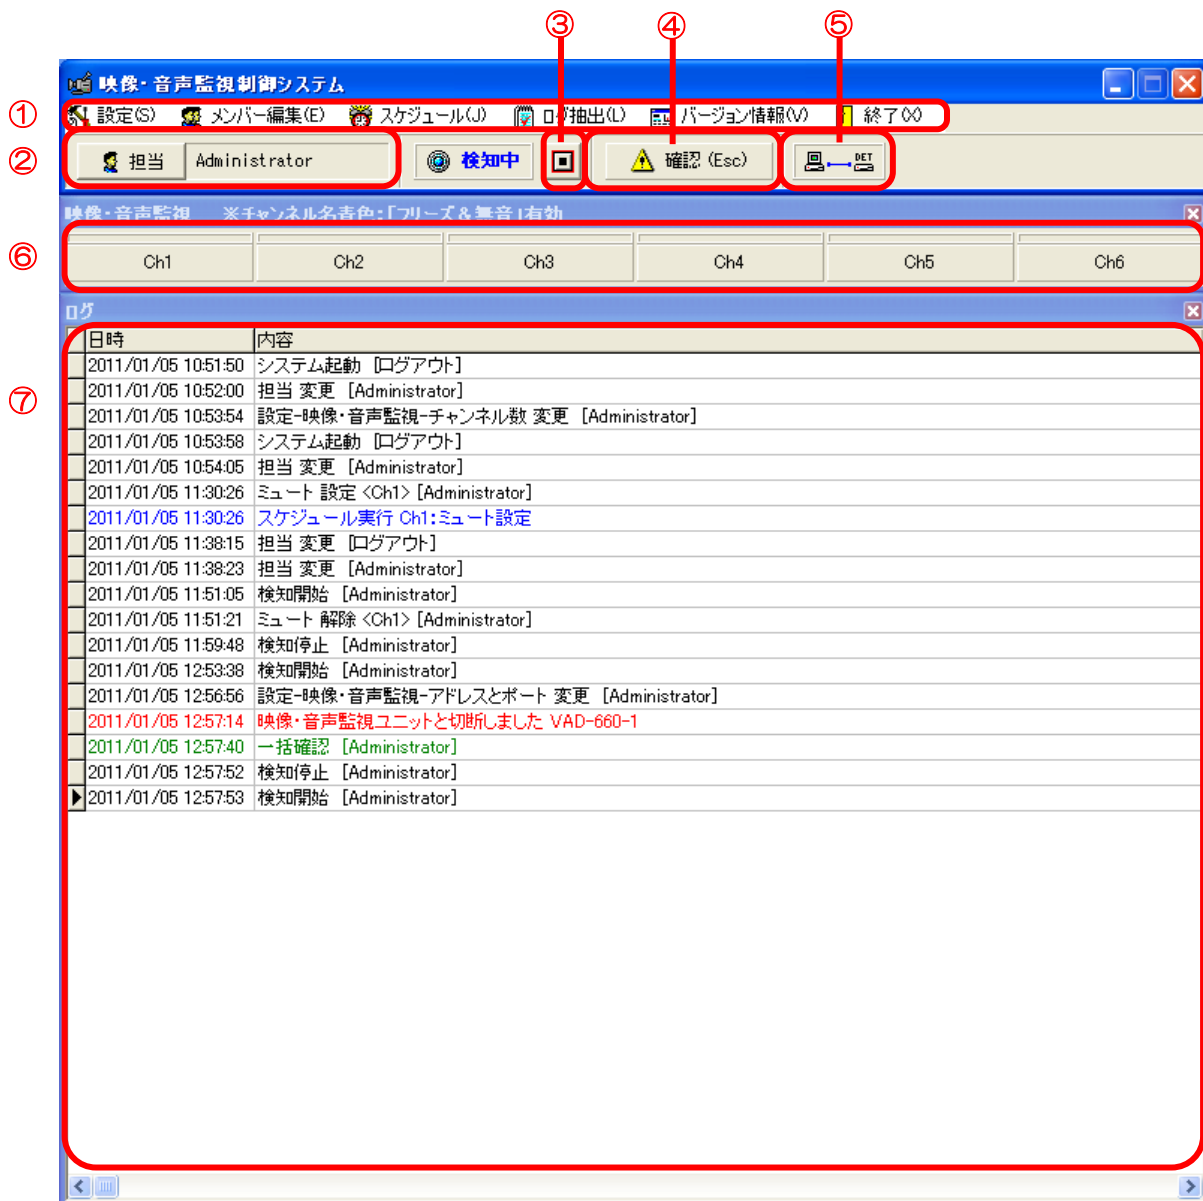 ③ ④ ⑤
映像・音声監視制御システム
① 設定(S) メンバー編集(E) スケジュール(J) ログ抽出(L) バージョン情報(V) 終了(X)
② 担当 Administrator 検知中 確認 (Esc) DET
映像・音声監視 ※チャンネル名青色:「フリーズ&無音」有効
⑥ Ch1 Ch2 Ch3 Ch4 Ch5 Ch6
ログ
日時 内容
2011/01/05 10:51:50 システム起動 [ログアウト]
⑦ 2011/01/05 10:52:00 担当 変更 [Administrator]
2011/01/05 10:53:54 設定-映像・音声監視-チャンネル数 変更 [Administrator]
2011/01/05 10:53:58 システム起動 [ログアウト]
2011/01/05 10:54:05 担当 変更 [Administrator]
2011/01/05 11:30:26 ミュート 設定 <Ch1> [Administrator]
2011/01/05 11:30:26 スケジュール実行 Ch1:ミュート設定
2011/01/05 11:38:15 担当 変更 [ログアウト]
2011/01/05 11:38:23 担当 変更 [Administrator]
2011/01/05 11:51:05 検知開始 [Administrator]
2011/01/05 11:51:21 ミュート 解除 <Ch1> [Administrator]
2011/01/05 11:59:48 検知停止 [Administrator]
2011/01/05 12:53:38 検知開始 [Administrator]
2011/01/05 12:56:56 設定-映像・音声監視-アドレスとポート 変更 [Administrator]
2011/01/05 12:57:14 映像・音声監視ユニットと切断しました VAD-660-1
2011/01/05 12:57:40 一括確認 [Administrator]
2011/01/05 12:57:52 検知停止 [Administrator]
2011/01/05 12:57:53 検知開始 [Administrator]